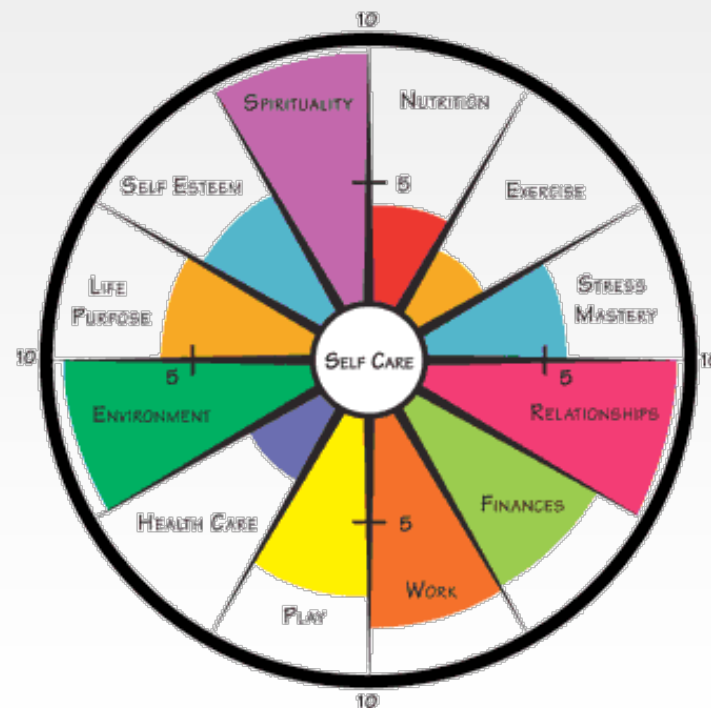 10
SPIRITUALITY
NUTRITION
SELF ESTEEM
5
EXERCISE
LIFE
PURPOSE
STRESS
MASTERY
10
5
SELF CARE
5
10
ENVIRONMENT
RELATIONSHIPS
FINANCES
HEALTH CARE
5
WORK
PLAY
10